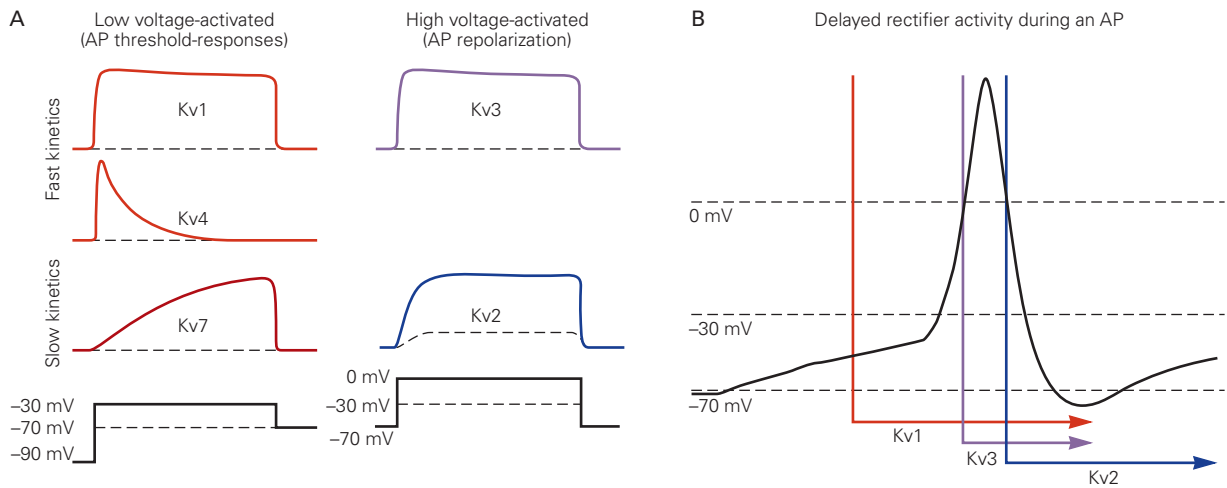 A
Low voltage-activated
(AP threshold-responses)
High voltage-activated
(AP repolarization)
Fast kinetics
Kv1
Kv3
Kv4
Slow kinetics
Kv7
Kv2
–30 mV
–70 mV
–90 mV
0 mV
–30 mV
–70 mV
B
Delayed rectifier activity during an AP
0 mV
–30 mV
–70 mV
Kv1
Kv3
Kv2